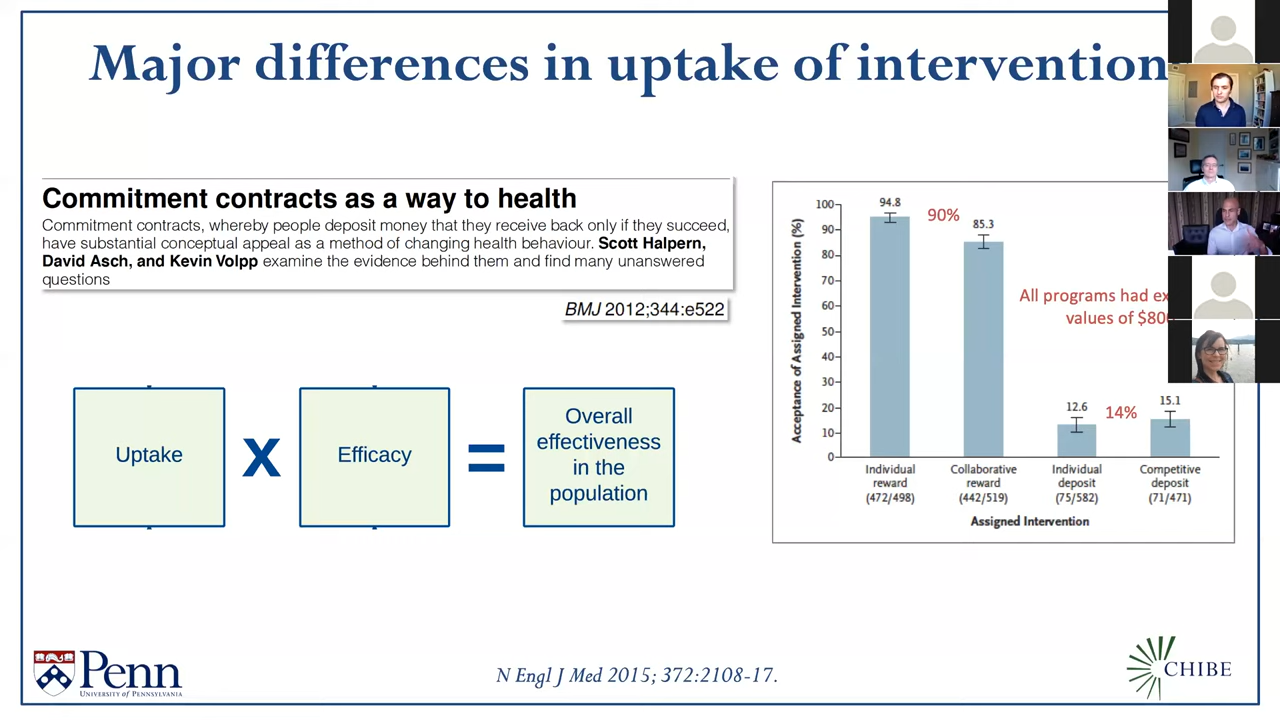 Major differences in uptake of intervention
Commitment contracts as a way to health
Commitment contracts, whereby people deposit money that they receive back only if they succeed,
have substantial conceptual appeal as a method of changing health behaviour. Scott Halpern,
David Asch, and Kevin Volpp examine the evidence behind them and find many unanswered
questions
BMJ 2012;344:e522
Uptake
X
Efficacy
=
Overall
effectiveness
in the
population
Acceptance of Assigned Intervention (%)
100
90
80
70
60
50
40
30
20
10
0
94.8
90%
85.3
All programs had
values of
12.6
14%
15.1
Individual
reward
(472/498)
Collaborative
reward
(442/519)
Individual
deposit
(75/582)
Competitive
deposit
(71/471)
Assigned Intervention
Penn
UNIVERSITY OF PENNSYLVANIA
N Engl J Med 2015; 372:2108-17.
CHIBE